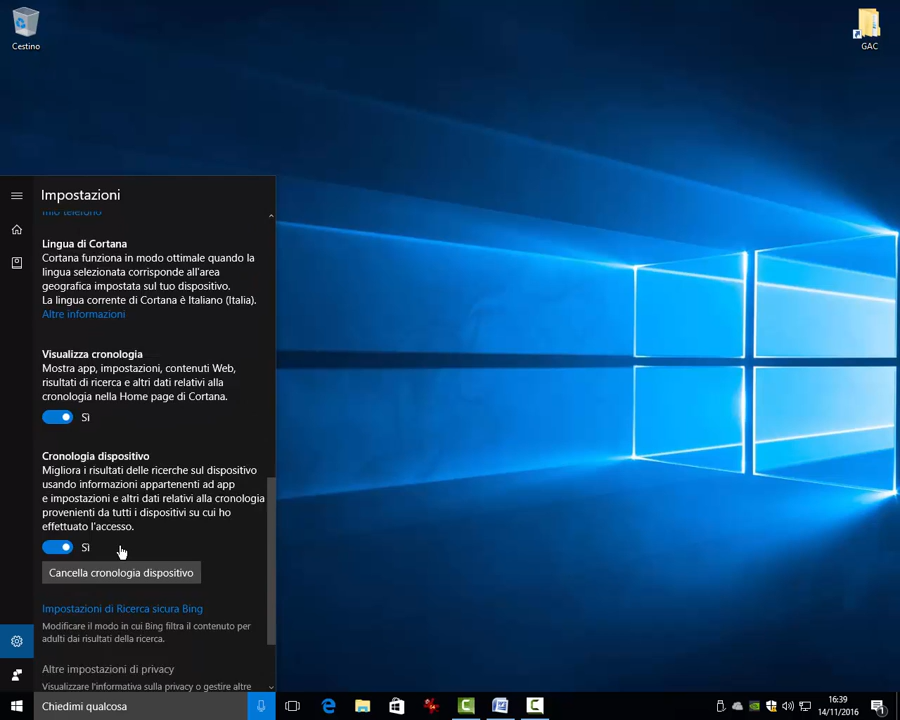 Cestino
GAC
Impostazioni
mio telefono
Lingua di Cortana
Cortana funziona in modo ottimale quando la
lingua selezionata corrisponde all'area
geografica impostata sul tuo dispositivo.
La lingua corrente di Cortana è Italiano (Italia).
Altre informazioni
Visualizza cronologia
Mostra app, impostazioni, contenuti Web,
risultati di ricerca e altri dati relativi alla
cronologia nella Home page di Cortana.
Sì
Cronologia dispositivo
Migliora i risultati delle ricerche sul dispositivo
usando informazioni appartenenti ad app
e impostazioni e altri dati relativi alla cronologia
provenienti da tutti i dispositivi su cui ho
effettuato l'accesso.
Sì
Cancella cronologia dispositivo
Impostazioni di Ricerca sicura Bing
Modificare il modo in cui Bing filtra il contenuto per
adulti dai risultati della ricerca.
Altre impostazioni di privacy
Visualizzare l'informativa sulla privacy o gestire altre
Chiedimi qualcosa
16:39
14/11/2016
1